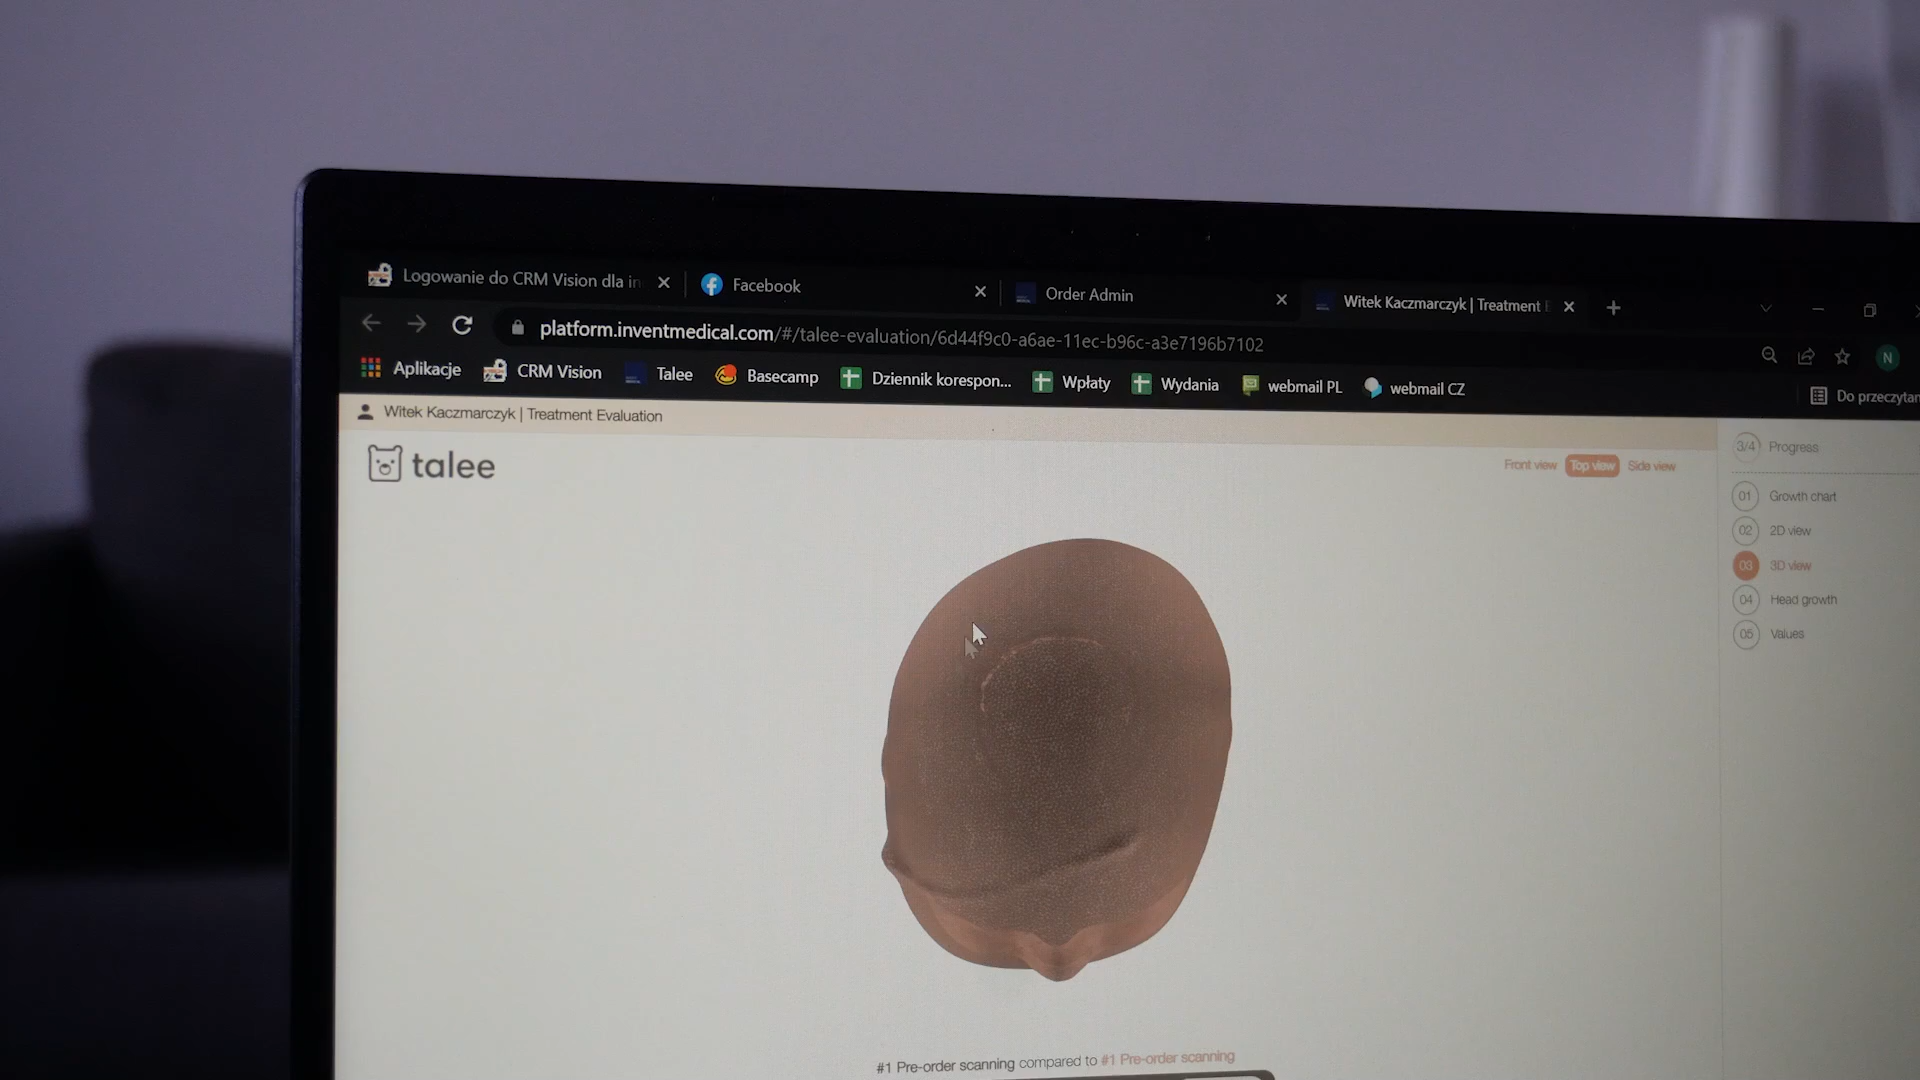 Logowanie do CRM Vision dla in
Facebook
Order Admin
Witek Kaczmarczyk | Treatment E
platform.inventmedical.com/#/talee-evaluation/6d44f9c0-a6ae-11ec-b96c-a3e7196b7102
N
Aplikacje
CRM Vision
Talee
Basecamp
Dziennik korespon...
Wpłaty
Wydania
webmail PL
webmail CZ
Do przeczytan
Witek Kaczmarczyk | Treatment Evaluation
talee
Front view
Top view
Side view
3/4 Progress
01 Growth chart
02 2D view
03 3D view
04 Head growth
05 Values
#1 Pre-order scanning compared to #1 Pre-order scanning